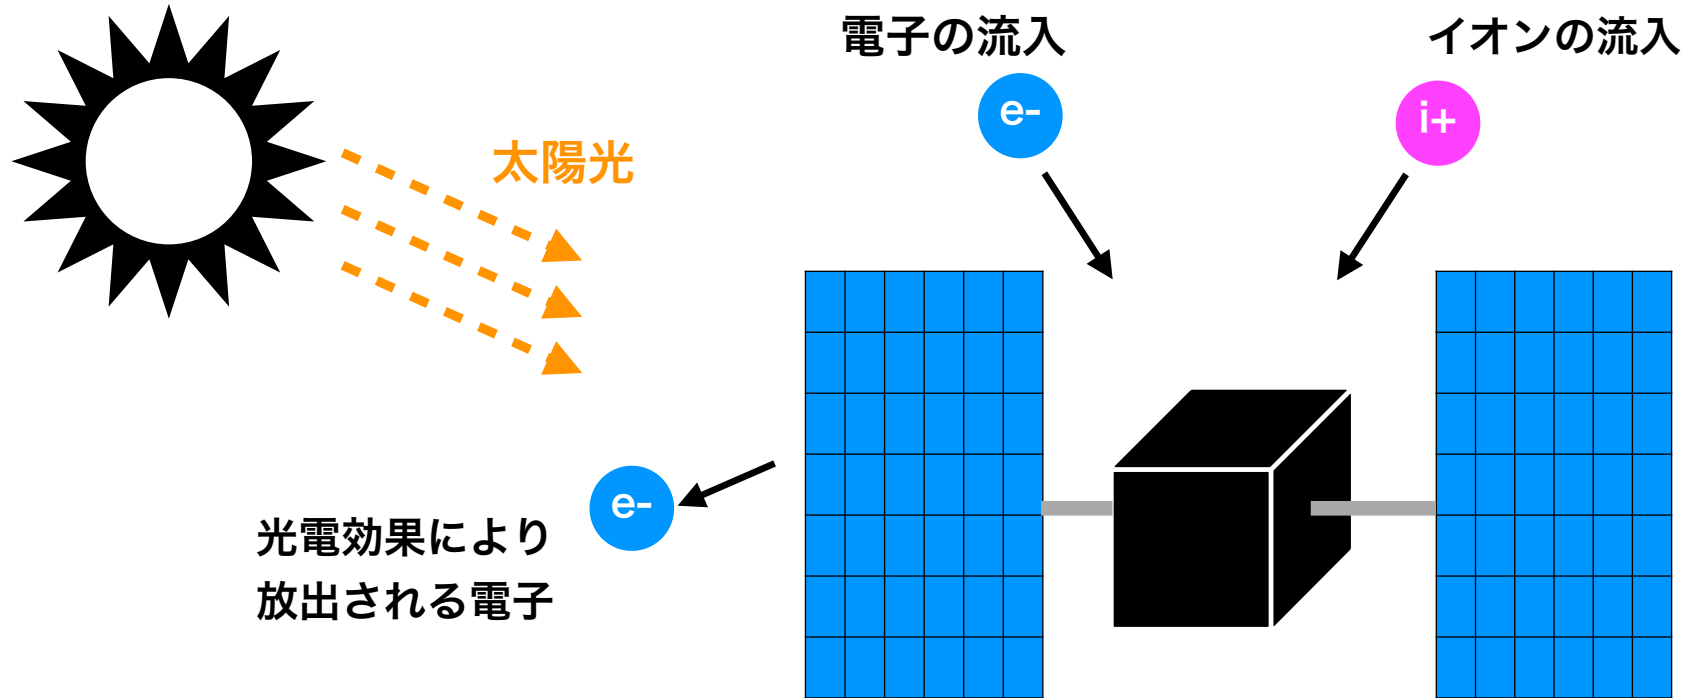 電子の流入
イオンの流入
e-
i+
太陽光
e-
光電効果により
放出される電子